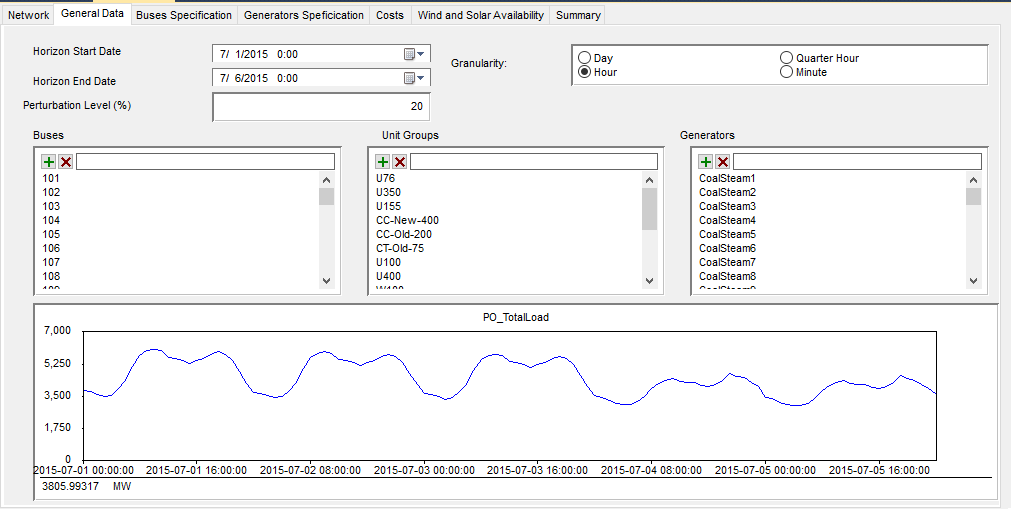 Network General Data Buses Specification Generators Speficication Costs Wind and Solar Availability Summary
Horizon Start Date 7/ 1/2015 0:00
Granularity:
Day Quarter Hour
Hour Minute
Horizon End Date 7/ 6/2015 0:00
Perturbation Level (%) 20
Buses Unit Groups Generators
101 U76 CoalSteam1
102 U350 CoalSteam2
103 U155 CoalSteam3
104 CC-New-400 CoalSteam4
105 CC-Old-200 CoalSteam5
106 CT-Old-75 CoalSteam6
107 U100 CoalSteam7
108 U400 CoalSteam8
109 W100 CoalSteam9
PO_TotalLoad
7,000
5,250
3,500
1,750
0
2015-07-01 00:00:00 2015-07-01 16:00:00 2015-07-02 08:00:00 2015-07-03 00:00:00 2015-07-03 16:00:00 2015-07-04 08:00:00 2015-07-05 00:00:00 2015-07-05 16:00:00
3805.99317 MW